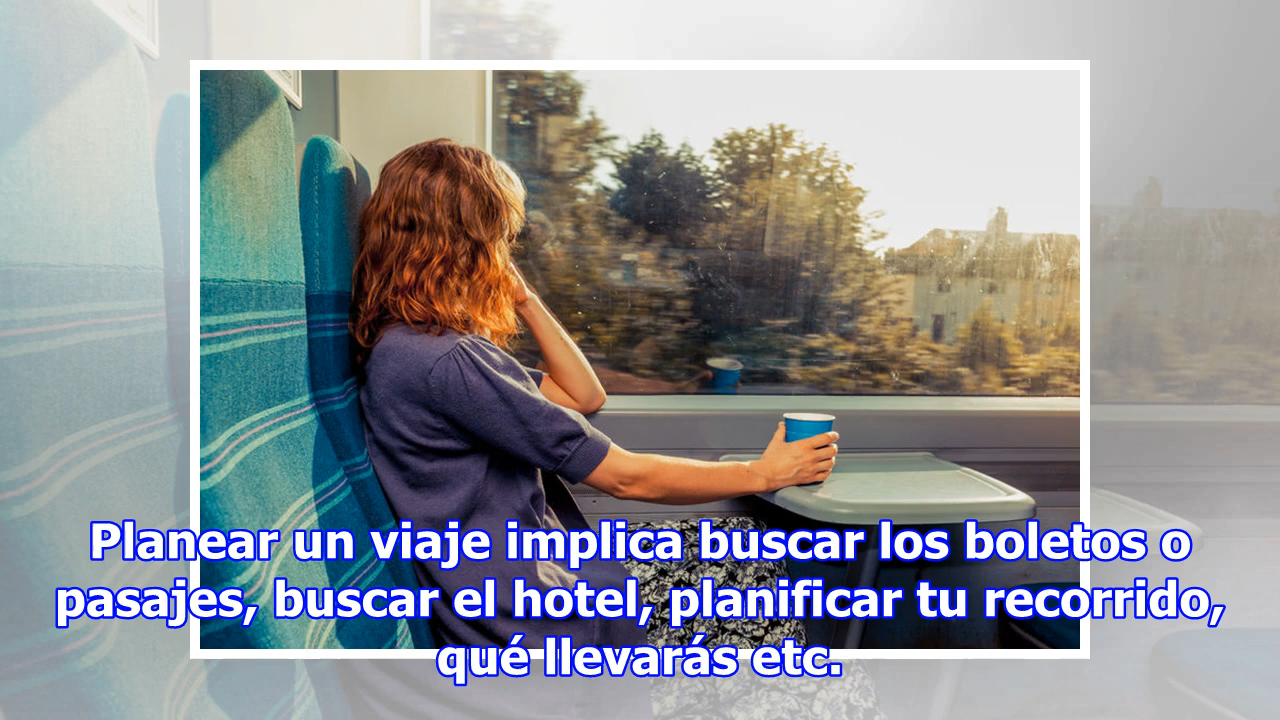 Planear un viaje implica buscar los boletos o
pasajes, buscar el hotel, planificar tu recorrido,
qué llevarás etc.